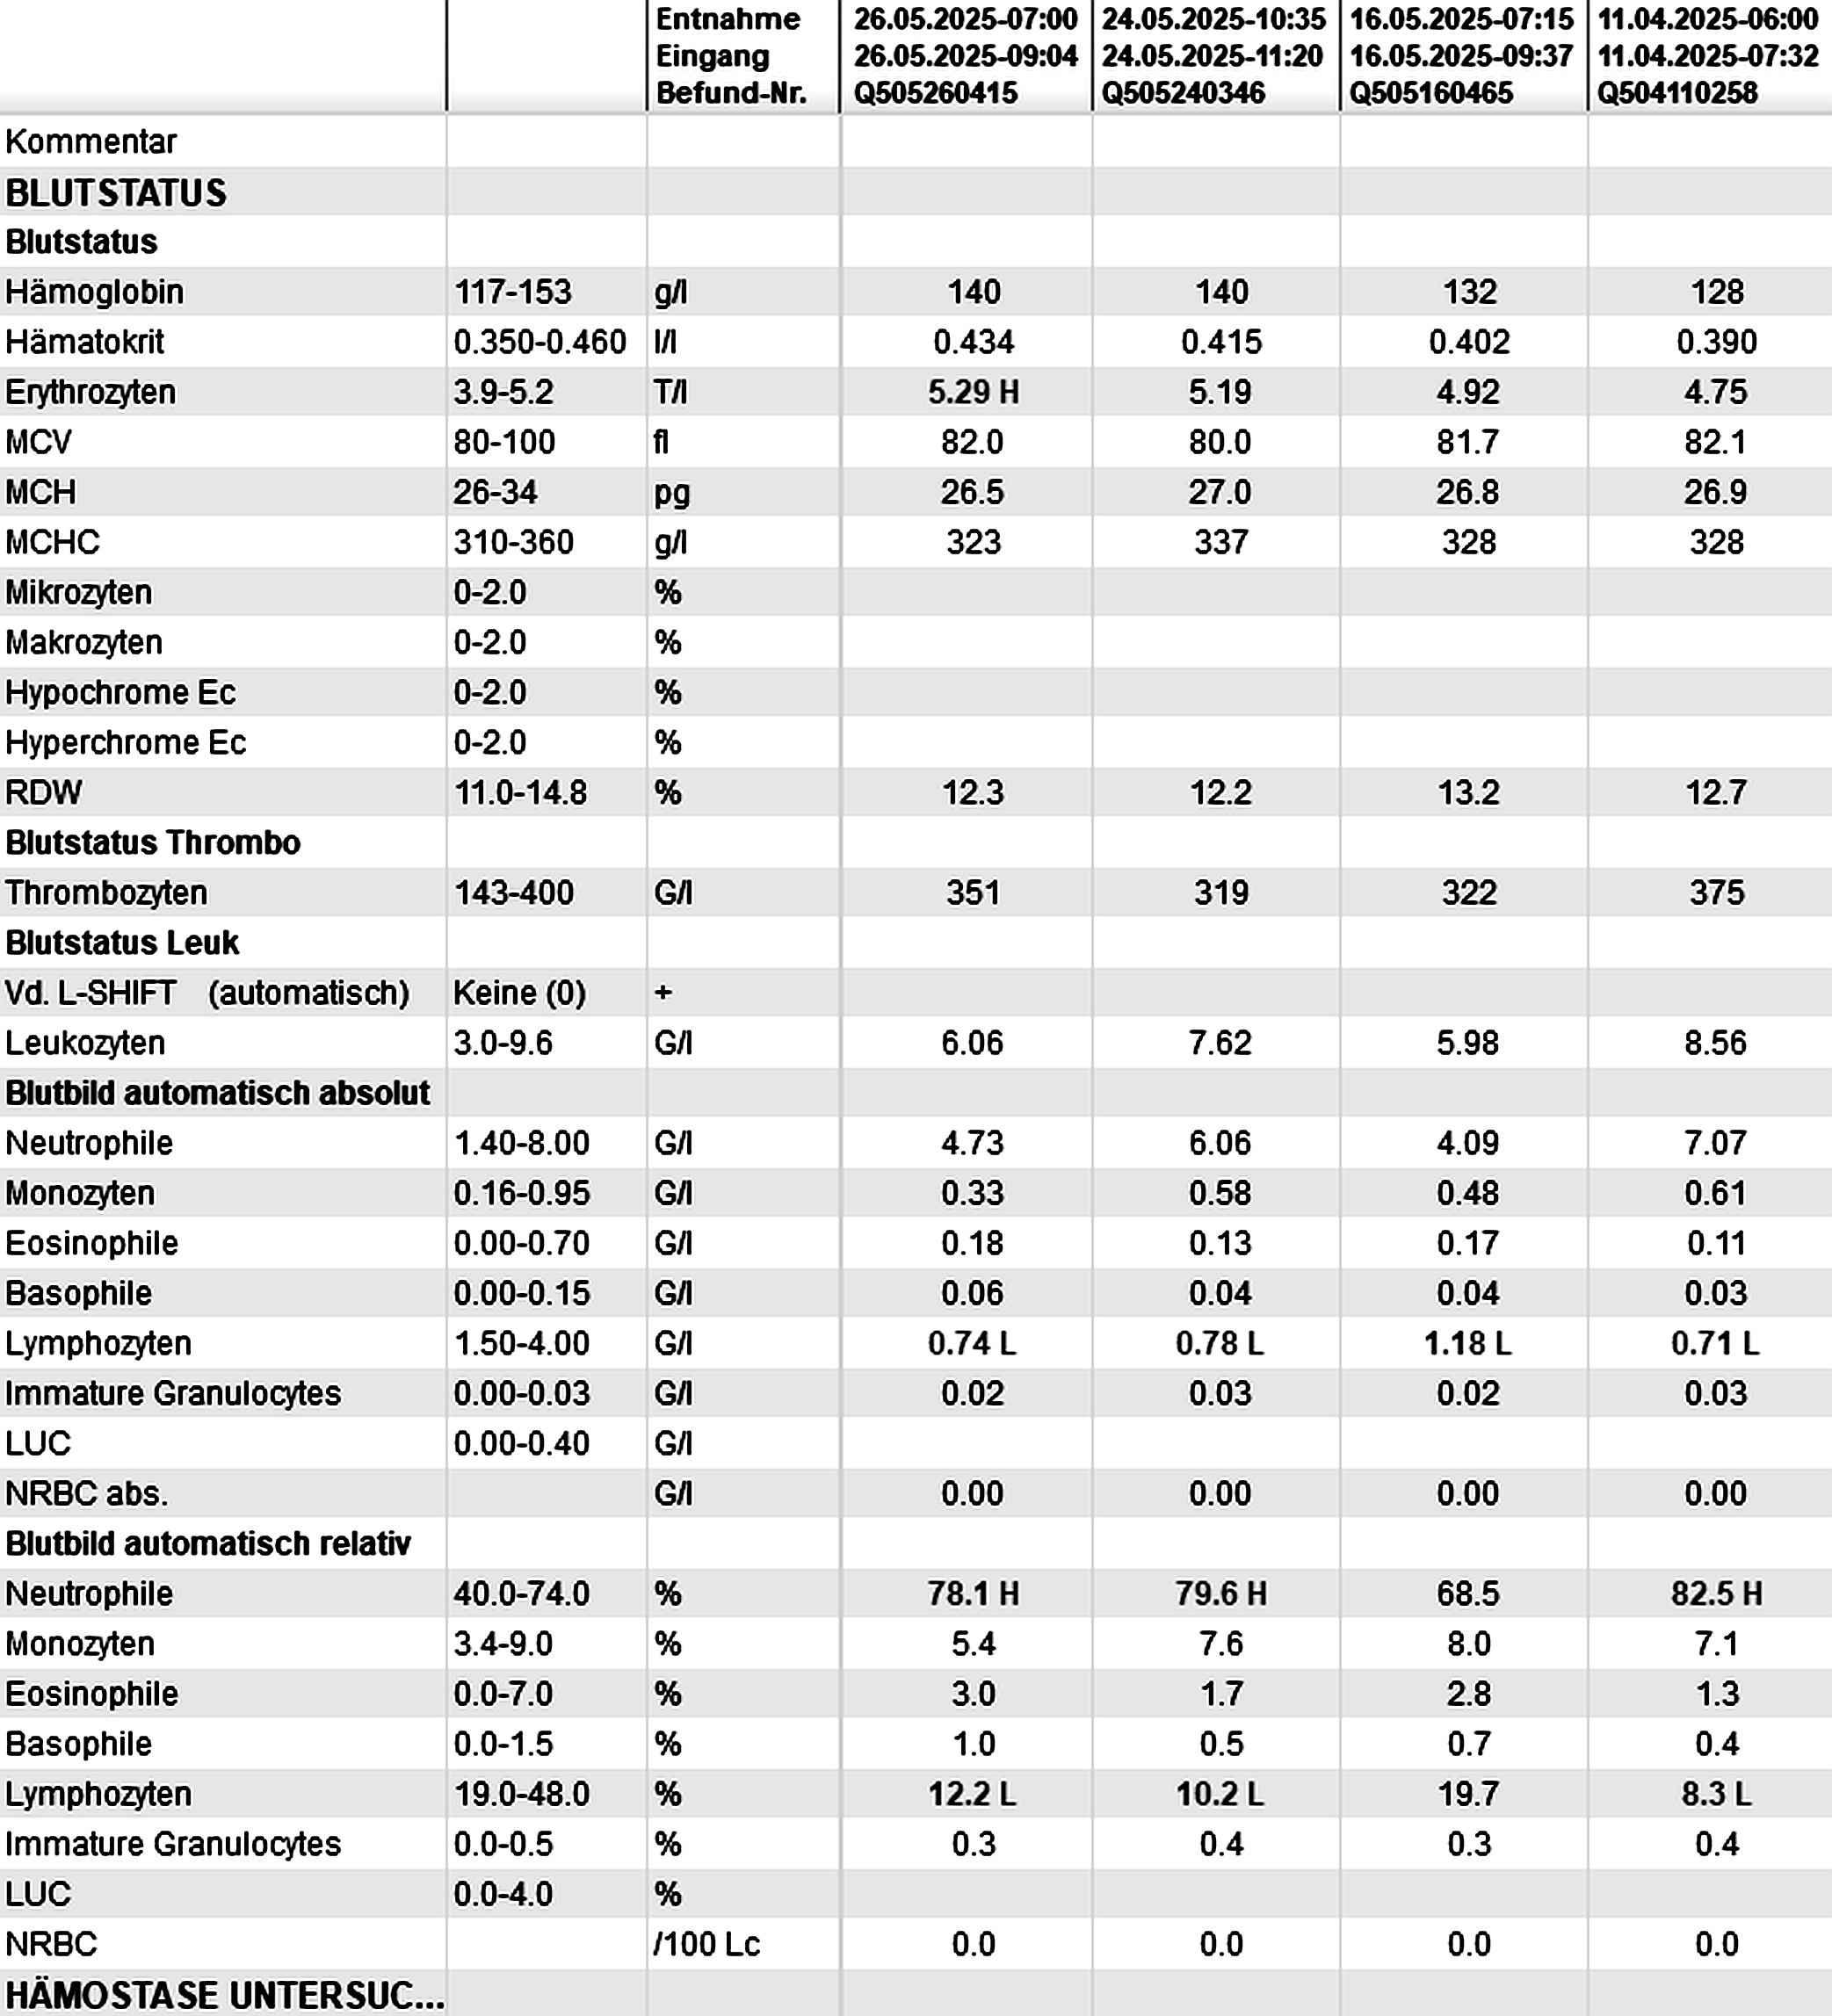 Entnahme 26.05.2025-07:00 24.05.2025-10:35 16.05.2025-07:15 11.04.2025-06:00
Eingang 26.05.2025-09:04 24.05.2025-11:20 16.05.2025-09:37 11.04.2025-07:32
Befund-Nr. Q505260415 Q505240346 Q505160465 Q504110258
Kommentar
BLUTSTATUS
Blutstatus
Hämoglobin 117-153 g/l 140 140 132 128
Hämatokrit 0.350-0.460 l/l 0.434 0.415 0.402 0.390
Erythrozyten 3.9-5.2 T/l 5.29 H 5.19 4.92 4.75
MCV 80-100 fl 82.0 80.0 81.7 82.1
MCH 26-34 pg 26.5 27.0 26.8 26.9
MCHC 310-360 g/l 323 337 328 328
Mikrozyten 0-2.0 %
Makrozyten 0-2.0 %
Hypochrome Ec 0-2.0 %
Hyperchrome Ec 0-2.0 %
RDW 11.0-14.8 % 12.3 12.2 13.2 12.7
Blutstatus Thrombo
Thrombozyten 143-400 G/l 351 319 322 375
Blutstatus Leuk
Vd. L-SHIFT (automatisch) Keine (0) +
Leukozyten 3.0-9.6 G/l 6.06 7.62 5.98 8.56
Blutbild automatisch absolut
Neutrophile 1.40-8.00 G/l 4.73 6.06 4.09 7.07
Monozyten 0.16-0.95 G/l 0.33 0.58 0.48 0.61
Eosinophile 0.00-0.70 G/l 0.18 0.13 0.17 0.11
Basophile 0.00-0.15 G/l 0.06 0.04 0.04 0.03
Lymphozyten 1.50-4.00 G/l 0.74 L 0.78 L 1.18 L 0.71 L
Immature Granulocytes 0.00-0.03 G/l 0.02 0.03 0.02 0.03
LUC 0.00-0.40 G/l
NRBC abs. G/l 0.00 0.00 0.00 0.00
Blutbild automatisch relativ
Neutrophile 40.0-74.0 % 78.1 H 79.6 H 68.5 82.5 H
Monozyten 3.4-9.0 % 5.4 7.6 8.0 7.1
Eosinophile 0.0-7.0 % 3.0 1.7 2.8 1.3
Basophile 0.0-1.5 % 1.0 0.5 0.7 0.4
Lymphozyten 19.0-48.0 % 12.2 L 10.2 L 19.7 8.3 L
Immature Granulocytes 0.0-0.5 % 0.3 0.4 0.3 0.4
LUC 0.0-4.0 %
NRBC /100 Lc 0.0 0.0 0.0 0.0
HÄMOSTASE UNTERSUC...